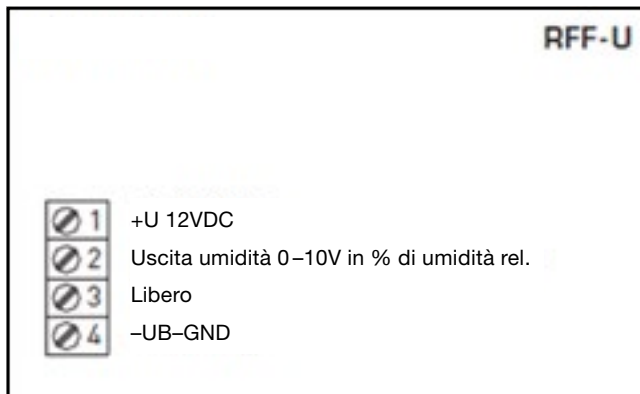 RFF-U
1 +U 12VDC
2 Uscita umidità 0–10V in % di umidità rel.
3 Libero
4 –UB–GND